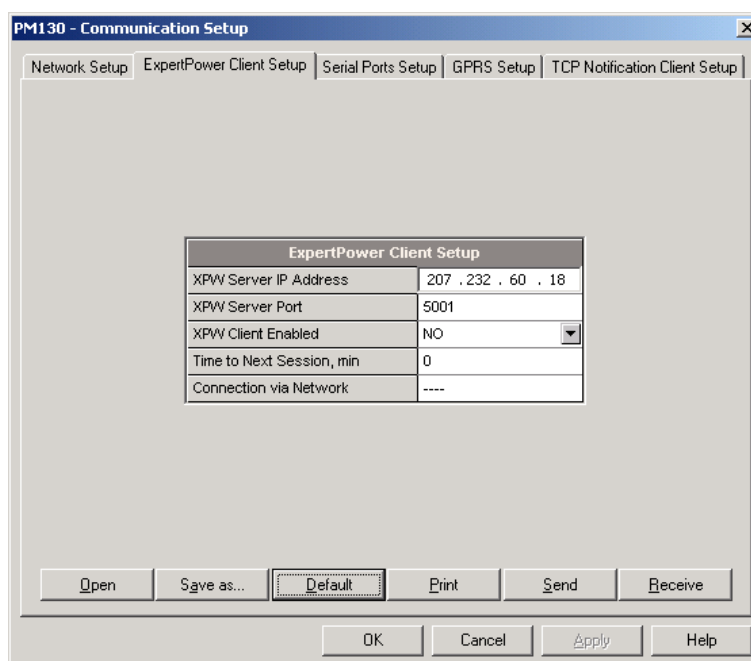 PM130 - Communication Setup
Network Setup ExpertPower Client Setup Serial Ports Setup GPRS Setup TCP Notification Client Setup
ExpertPower Client Setup
XPW Server IP Address 207 . 232 . 60 . 18
XPW Server Port 5001
XPW Client Enabled NO
Time to Next Session, min 0
Connection via Network ----
Open Save as... Default Print Send Receive
OK Cancel Apply Help